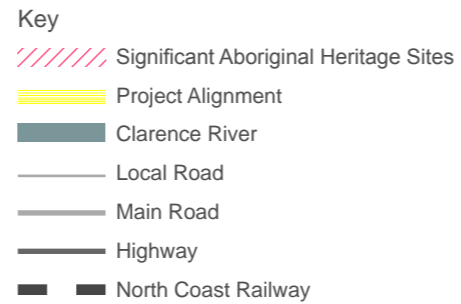 Key
Significant Aboriginal Heritage Sites
Project Alignment
Clarence River
Local Road
Main Road
Highway
North Coast Railway